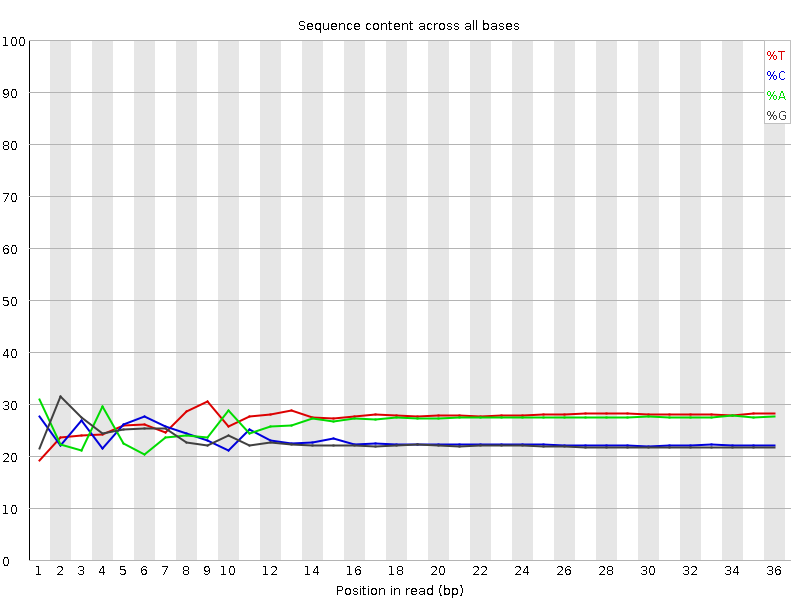 Sequence content across all bases
100
90
80
70
60
50
40
30
20
10
0
%T
%C
%A
%G
1 2 3 4 5 6 7 8 9 10 12 14 16 18 20 22 24 26 28 30 32 34 36
Position in read (bp)